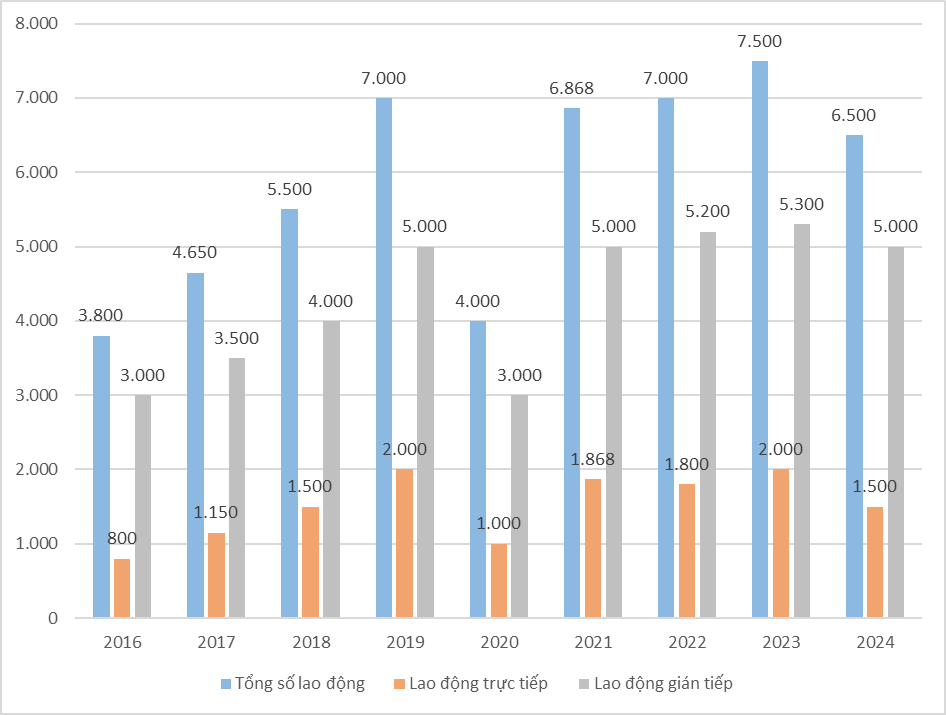 8.000
7.000
6.000
5.000
4.000
3.000
2.000
1.000
0
3.800 4.650 5.500 7.000 4.000 6.868 7.000 7.500 6.500
800 1.150 1.500 2.000 1.000 1.868 1.800 2.000 1.500
3.000 3.500 4.000 5.000 3.000 5.000 5.200 5.300 5.000
2016 2017 2018 2019 2020 2021 2022 2023 2024
Tổng số lao động Lao động trực tiếp Lao động gián tiếp